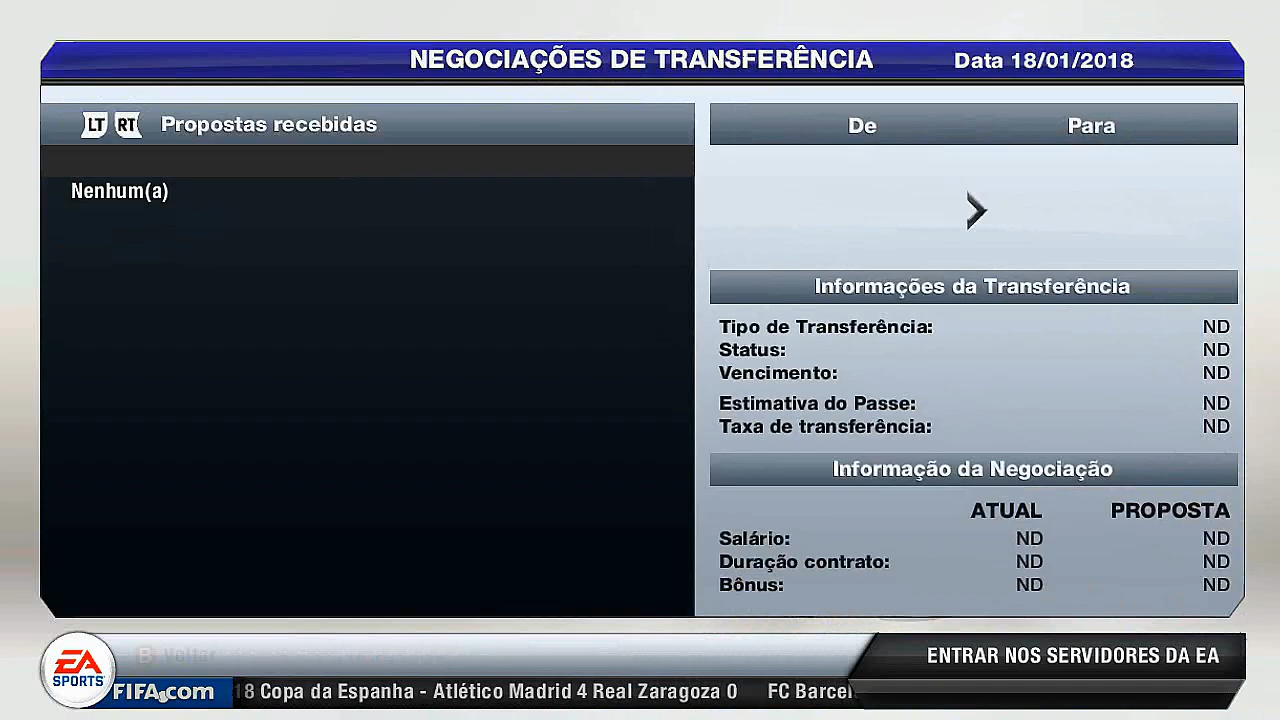 NEGOCIAÇÕES DE TRANSFERÊNCIA Data 18/01/2018
LT RT Propostas recebidas
De Para
Nenhum(a)
Informações da Transferência
Tipo de Transferência: ND
Status: ND
Vencimento: ND
Estimativa do Passe: ND
Taxa de transferência: ND
Informação da Negociação
ATUAL PROPOSTA
Salário: ND ND
Duração contrato: ND ND
Bônus: ND ND
B Voltar
ENTRAR NOS SERVIDORES DA EA
EA SPORTS
FIFA.com 18 Copa da Espanha - Atlético Madrid 4 Real Zaragoza 0 FC Barcel